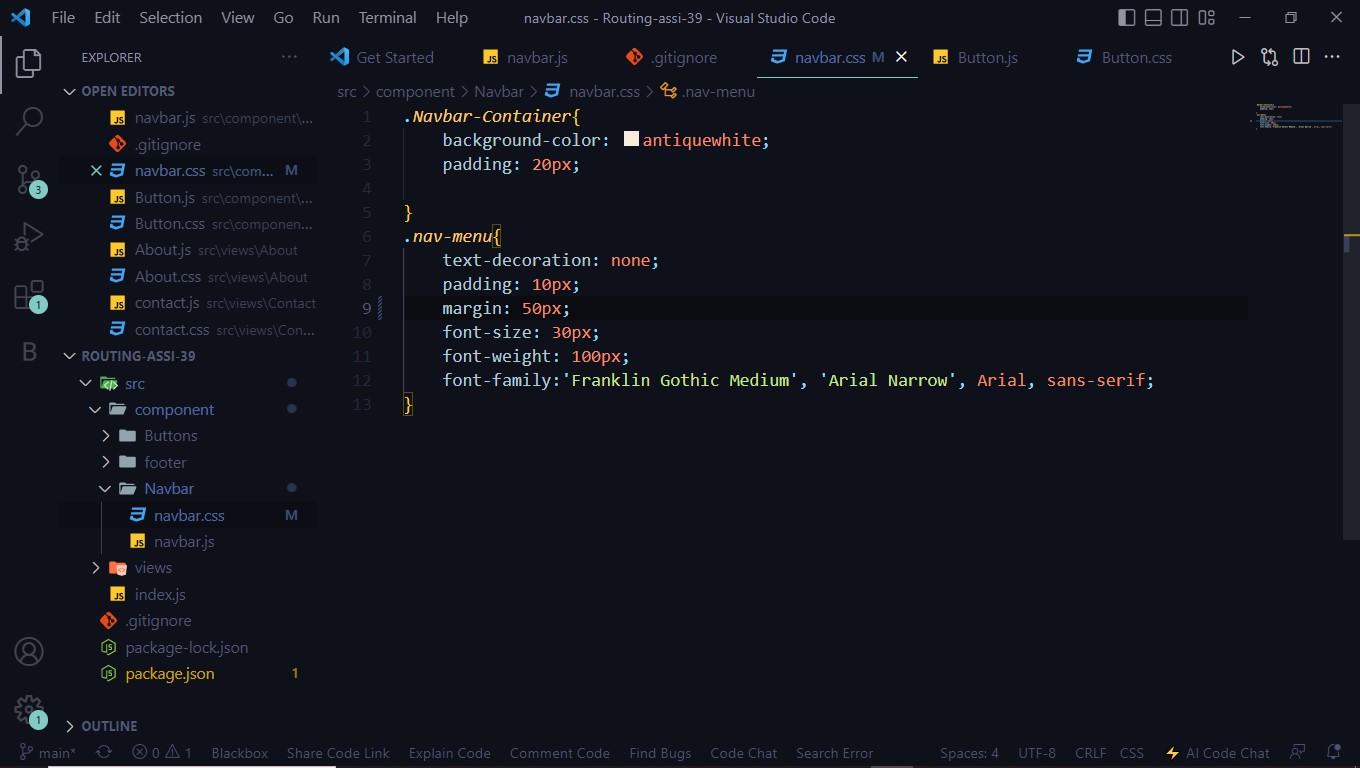 File Edit Selection View Go Run Terminal Help navbar.css - Routing-assi-39 - Visual Studio Code
EXPLORER ···
Get Started
JS navbar.js
.gitignore
navbar.css M
JS Button.js
Button.css
OPEN EDITORS
JS navbar.js src\component\...
.gitignore
navbar.css src\com... M
JS Button.js src\component\...
Button.css src\componen...
JS About.js src\views\About
About.css src\views\About
JS contact.js src\views\Contact
contact.css src\views\Con...
ROUTING-ASSI-39
src
component
Buttons
footer
Navbar
navbar.css M
JS navbar.js
views
JS index.js
.gitignore
package-lock.json
package.json 1
OUTLINE
3
1
B
1
src > component > Navbar > navbar.css > .nav-menu
1 .Navbar-Container{
2 background-color: antiquewhite;
3 padding: 20px;
4
5 }
6 .nav-menu{
7 text-decoration: none;
8 padding: 10px;
9 margin: 50px;
10 font-size: 30px;
11 font-weight: 100px;
12 font-family:'Franklin Gothic Medium', 'Arial Narrow', Arial, sans-serif;
13 }
main* 0 1 Blackbox Share Code Link Explain Code Comment Code Find Bugs Code Chat Search Error Spaces: 4 UTF-8 CRLF CSS AI Code Chat